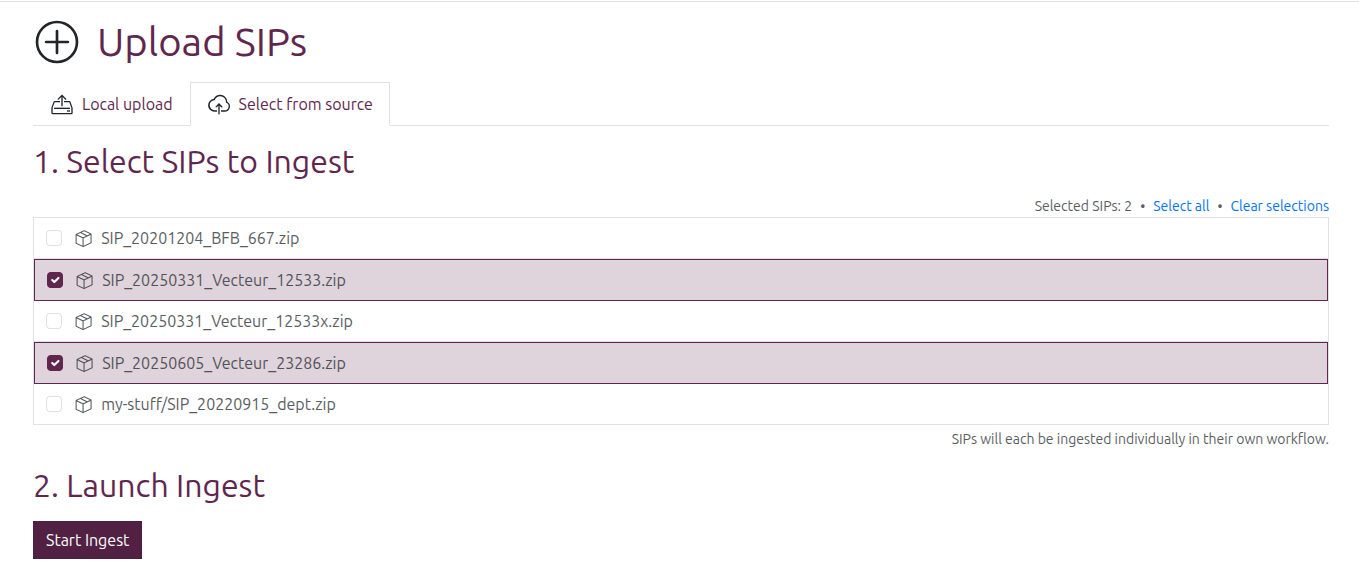 Upload SIPs
Local upload Select from source
1. Select SIPs to Ingest
Selected SIPs: 2 • Select all • Clear selections
SIP_20201204_BFB_667.zip
SIP_20250331_Vecteur_12533.zip
SIP_20250331_Vecteur_12533x.zip
SIP_20250605_Vecteur_23286.zip
my-stuff/SIP_20220915_dept.zip
SIPs will each be ingested individually in their own workflow.
2. Launch Ingest
Start Ingest